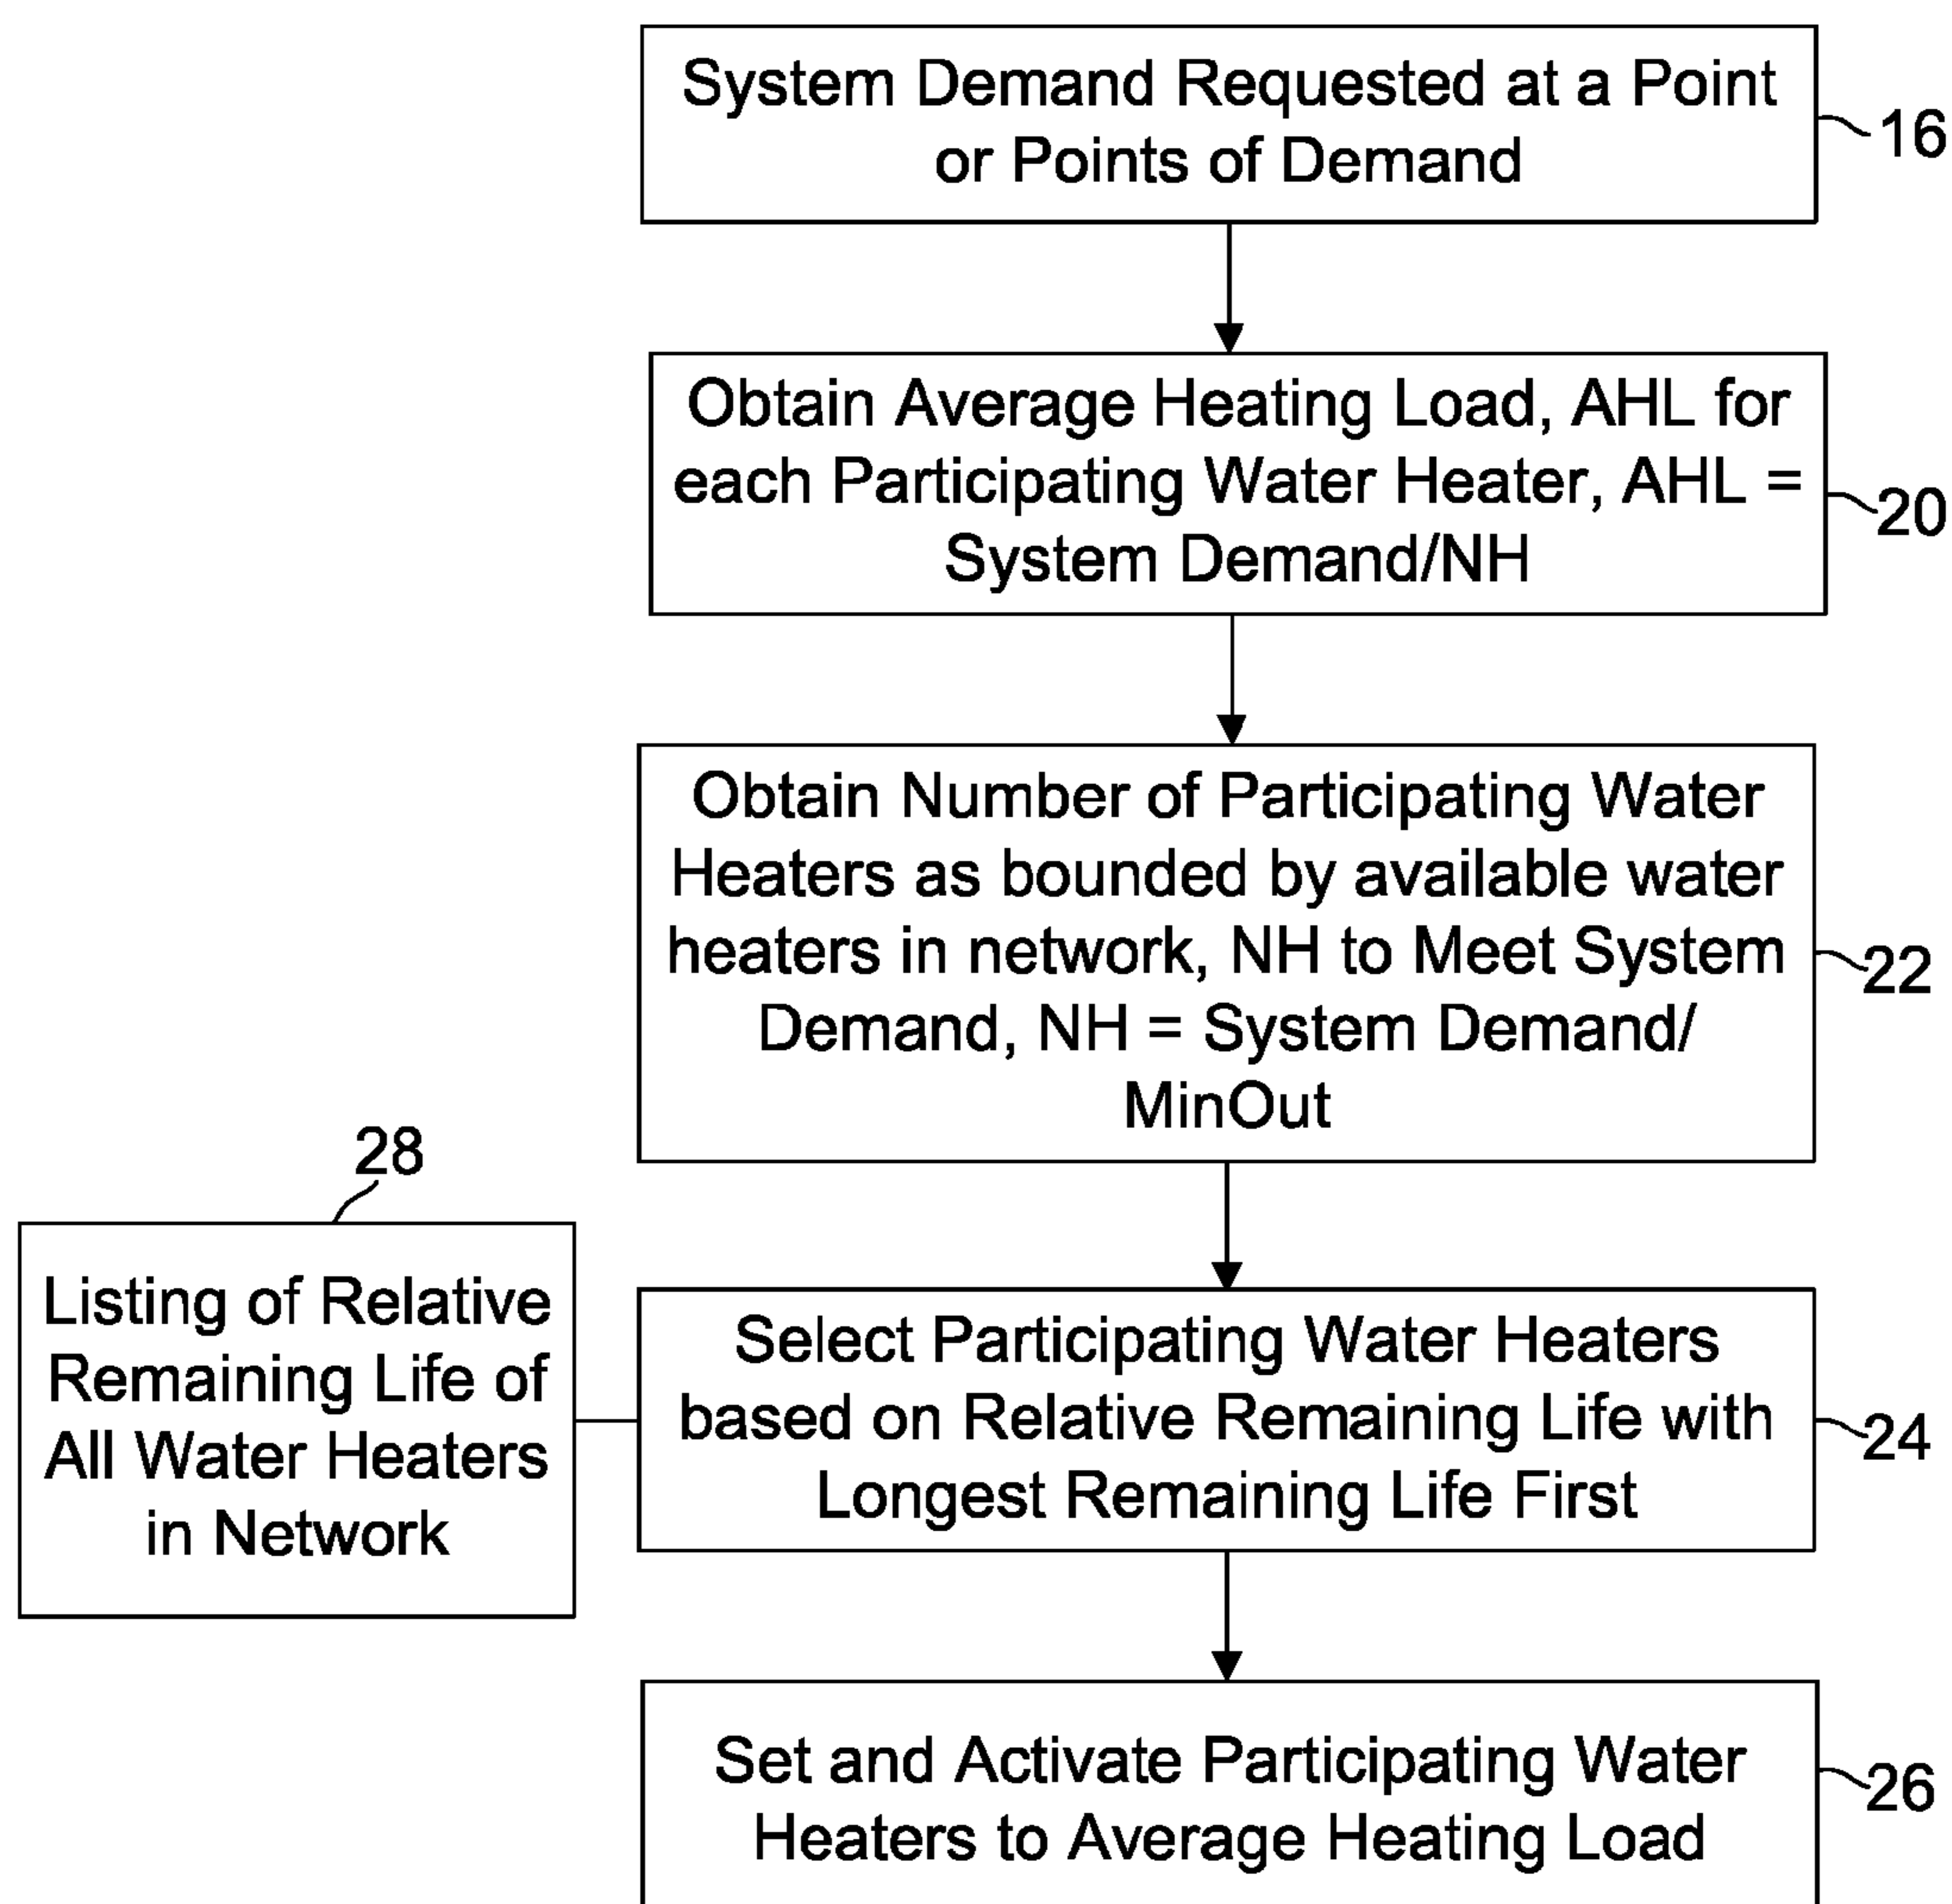 System Demand Requested at a Point
or Points of Demand
16
Obtain Average Heating Load, AHL for
each Participating Water Heater, AHL =
System Demand/NH
20
Obtain Number of Participating Water
Heaters as bounded by available water
heaters in network, NH to Meet System
Demand, NH = System Demand/
MinOut
22
28
Listing of Relative
Remaining Life of
All Water Heaters
in Network
Select Participating Water Heaters
based on Relative Remaining Life with
Longest Remaining Life First
24
Set and Activate Participating Water
Heaters to Average Heating Load
26